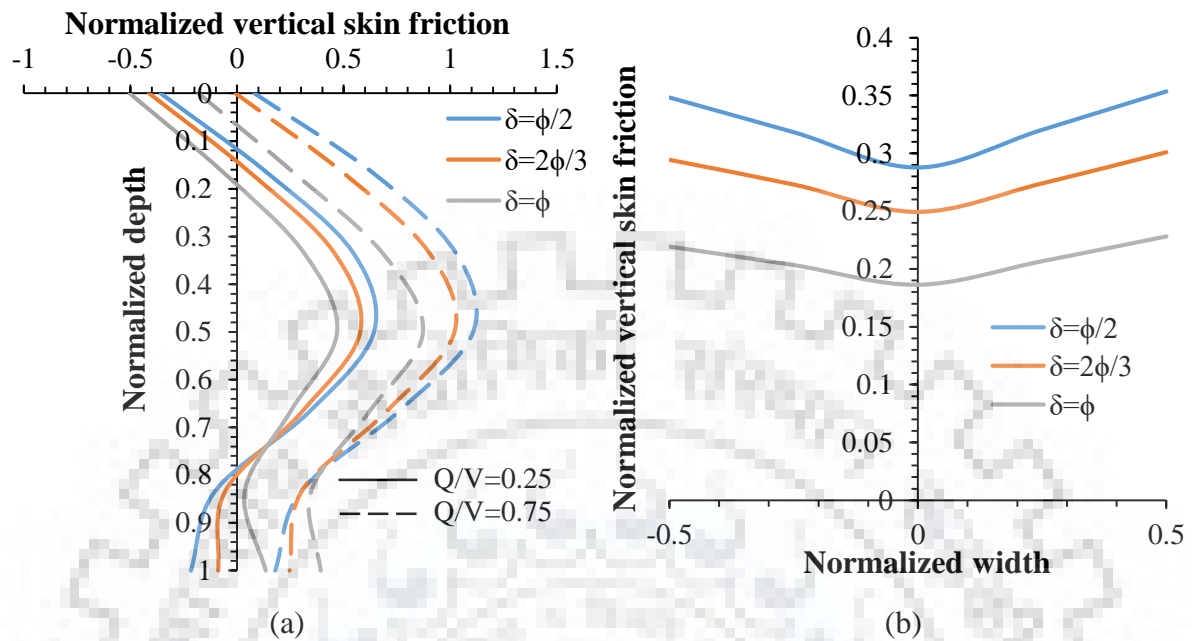 Normalized vertical skin friction
-1 -0.5 0 0.5 1 1.5
0
0.1
0.2
0.3
0.4
0.5
0.6
0.7
0.8
0.9
1
Normalized depth
δ=ϕ/2
δ=2ϕ/3
δ=ϕ
Q/V=0.25
Q/V=0.75
(a)
Normalized vertical skin friction
0.4
0.35
0.3
0.25
0.2
0.15
0.1
0.05
0
-0.5 0 0.5
Normalized width
δ=ϕ/2
δ=2ϕ/3
δ=ϕ
(b)